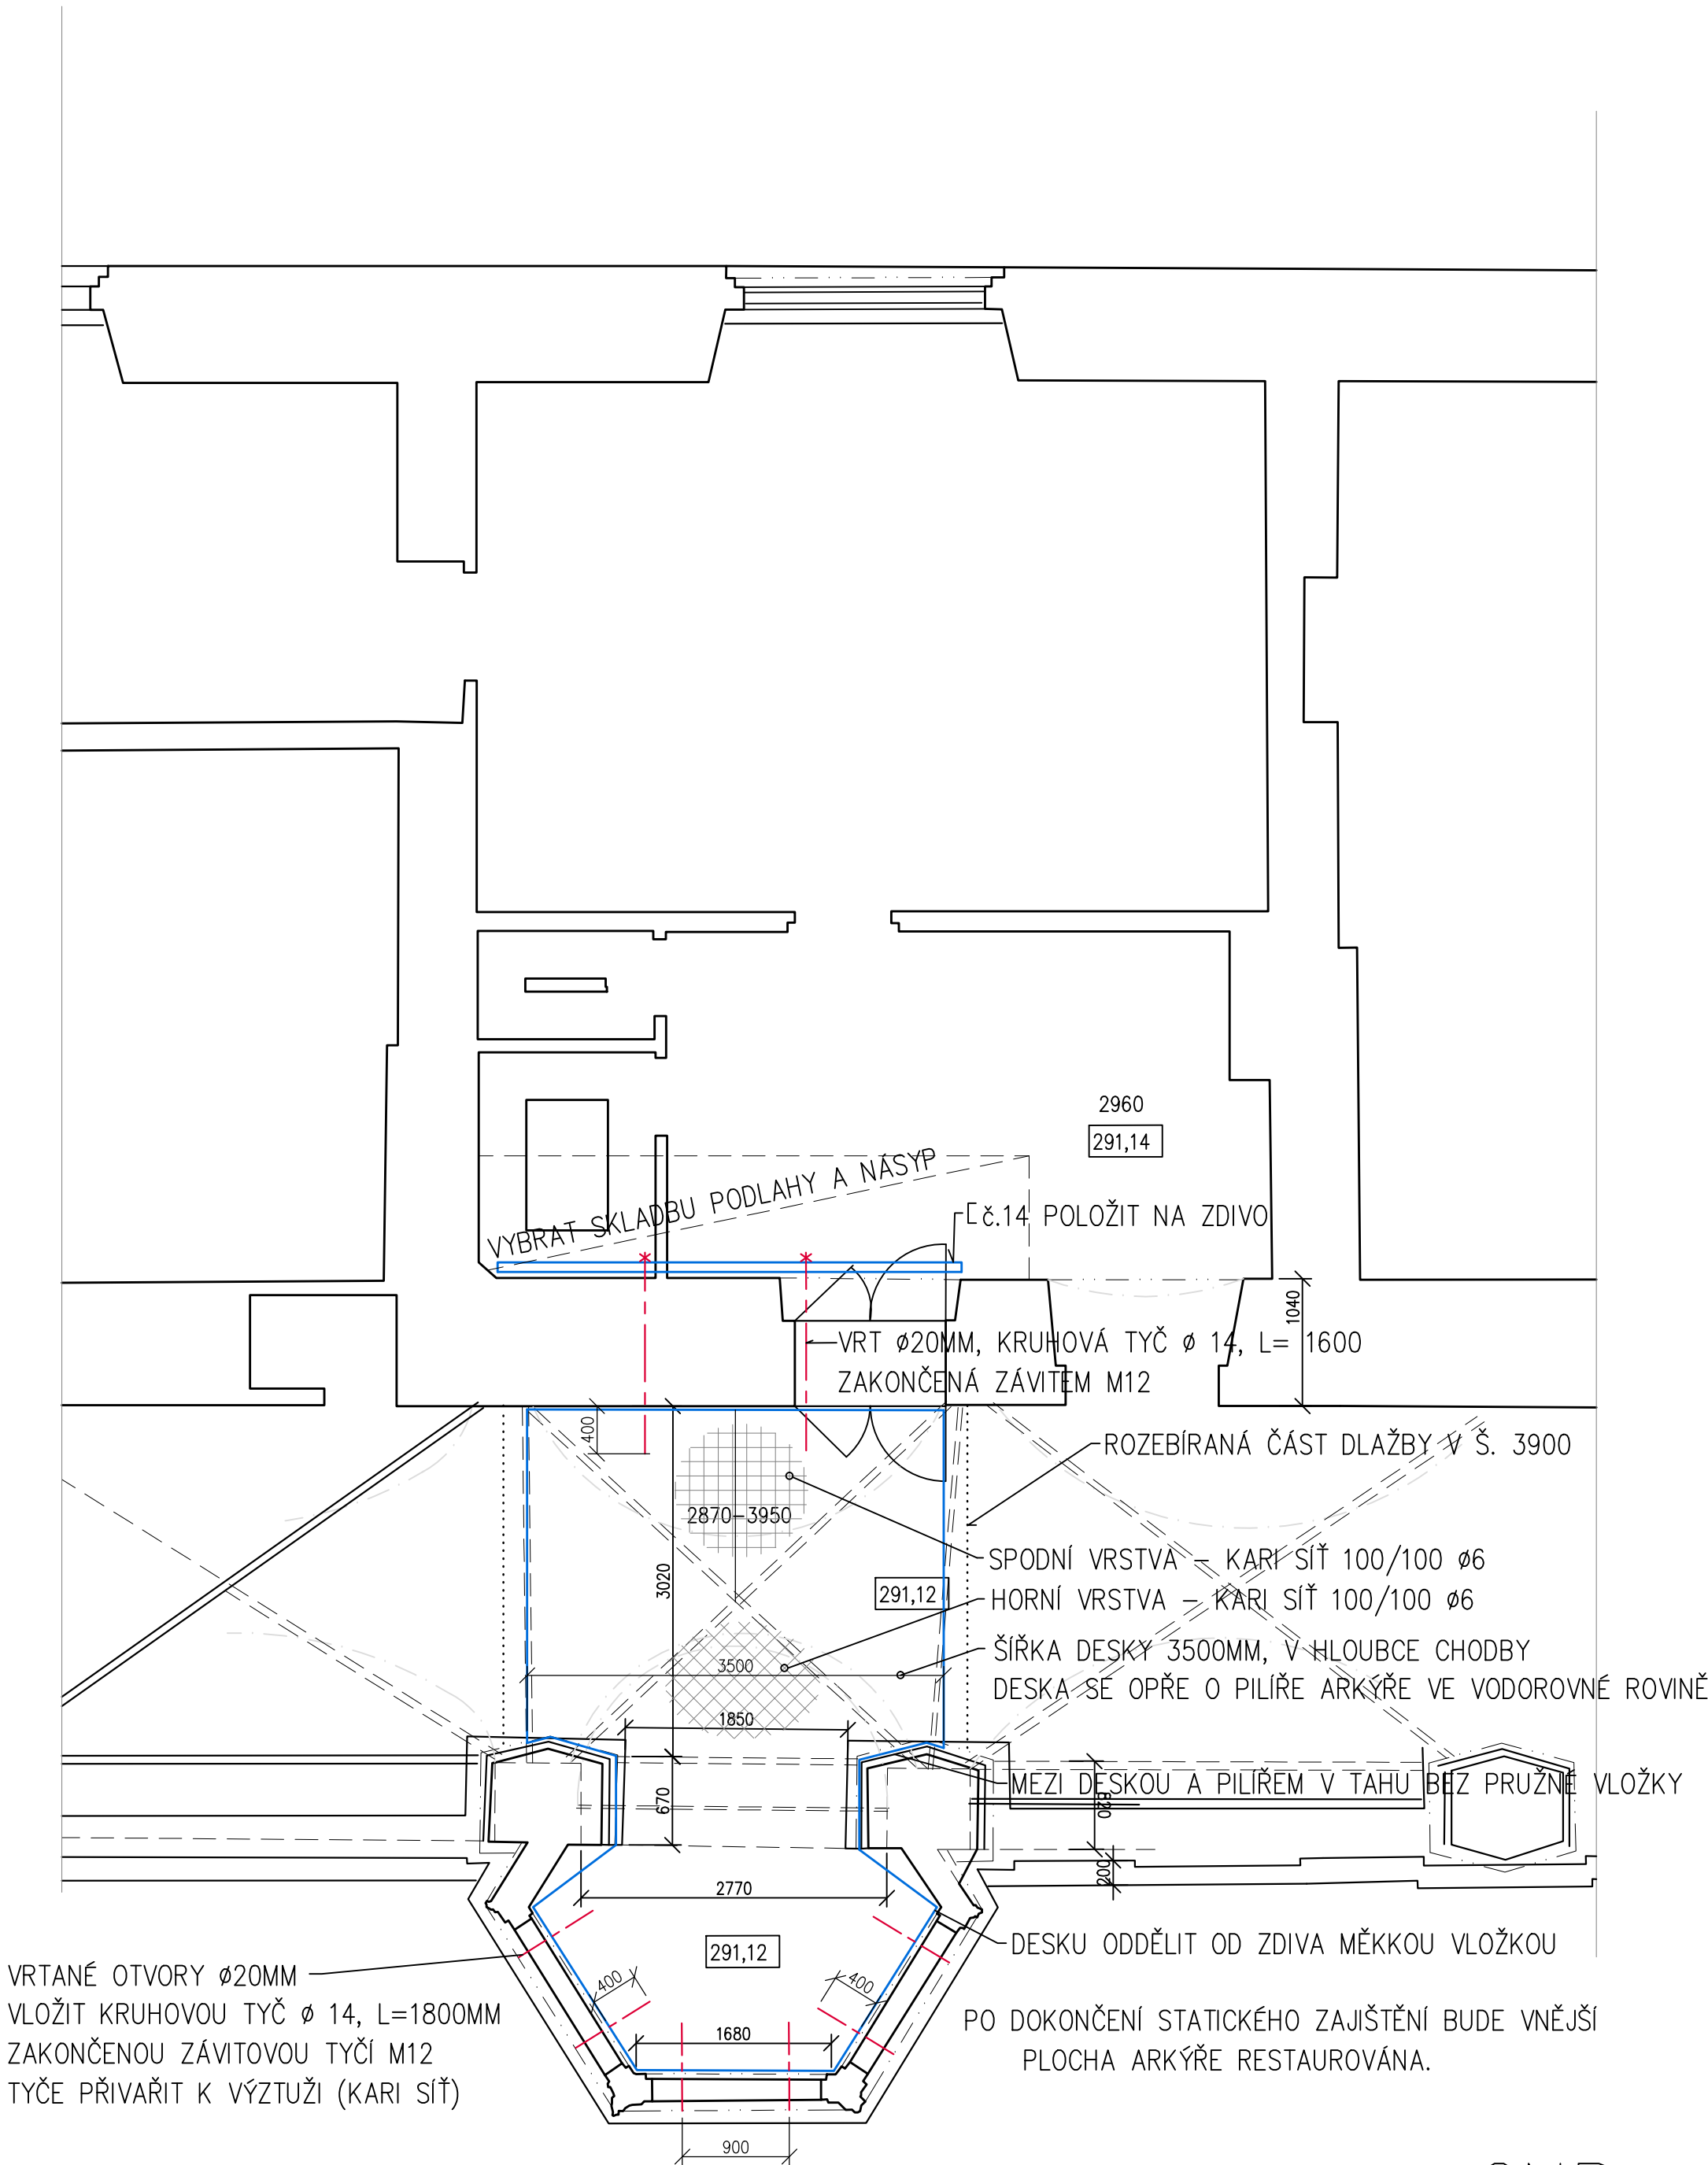 2960
291,14
VYBRAT SKLADBU PODLAHY A NÁSYP
č.14 POLOŽIT NA ZDIVO
1040
VRT ø20MM, KRUHOVÁ TYČ ø 14, L= 1600
ZAKONČENÁ ZÁVITEM M12
400
ROZEBÍRANÁ ČÁST DLAŽBY V Š. 3900
2870-3950
3020
SPODNÍ VRSTVA – KARI SÍŤ 100/100 ø6
291,12
HORNÍ VRSTVA – KARI SÍŤ 100/100 ø6
3500
ŠÍŘKA DESKY 3500MM, V HLOUBCE CHODBY
DESKA SE OPŘE O PILÍŘE ARKÝŘE VE VODOROVNÉ ROVINĚ
1850
MEZI DESKOU A PILÍŘEM V TAHU BEZ PRUŽNÉ VLOŽKY
670
820
200
2770
291,12
DESKU ODDĚLIT OD ZDIVA MĚKKOU VLOŽKOU
400
400
VRTANÉ OTVORY ø20MM
VLOŽIT KRUHOVOU TYČ ø 14, L=1800MM
ZAKONČENOU ZÁVITOVOU TYČÍ M12
TYČE PŘIVAŘIT K VÝZTUŽI (KARI SÍŤ)
1680
PO DOKONČENÍ STATICKÉHO ZAJIŠTĚNÍ BUDE VNĚJŠÍ
PLOCHA ARKÝŘE RESTAUROVÁNA.
900